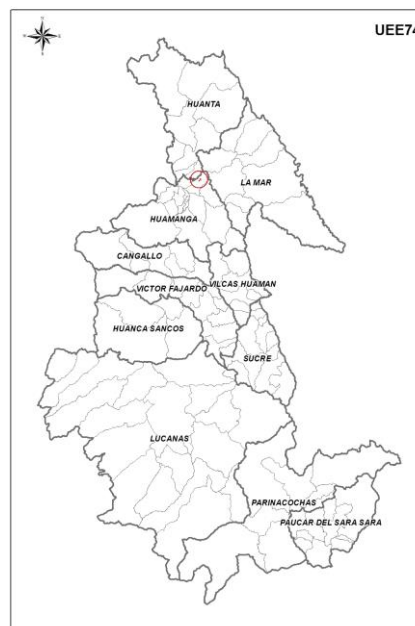 UEE74
HUANTA
LA MAR
HUAMANGA
CANGALLO
VICTOR FAJARDO
VILCAS HUAMAN
HUANCA SANCOS
SUCRE
LUCANAS
PARINACOCHAS
PAUCAR DEL SARA SARA